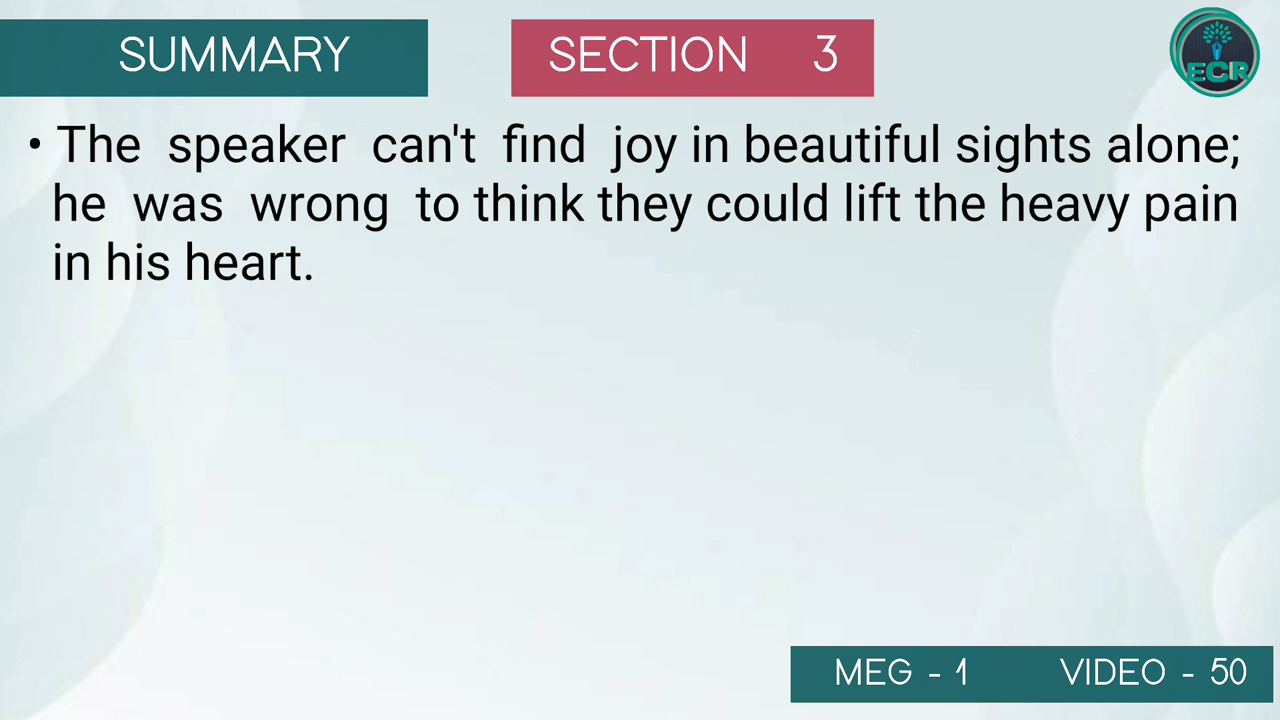 SUMMARY
SECTION 3
ECR
• The speaker can't find joy in beautiful sights alone;
he was wrong to think they could lift the heavy pain
in his heart.
MEG - 1 VIDEO - 50